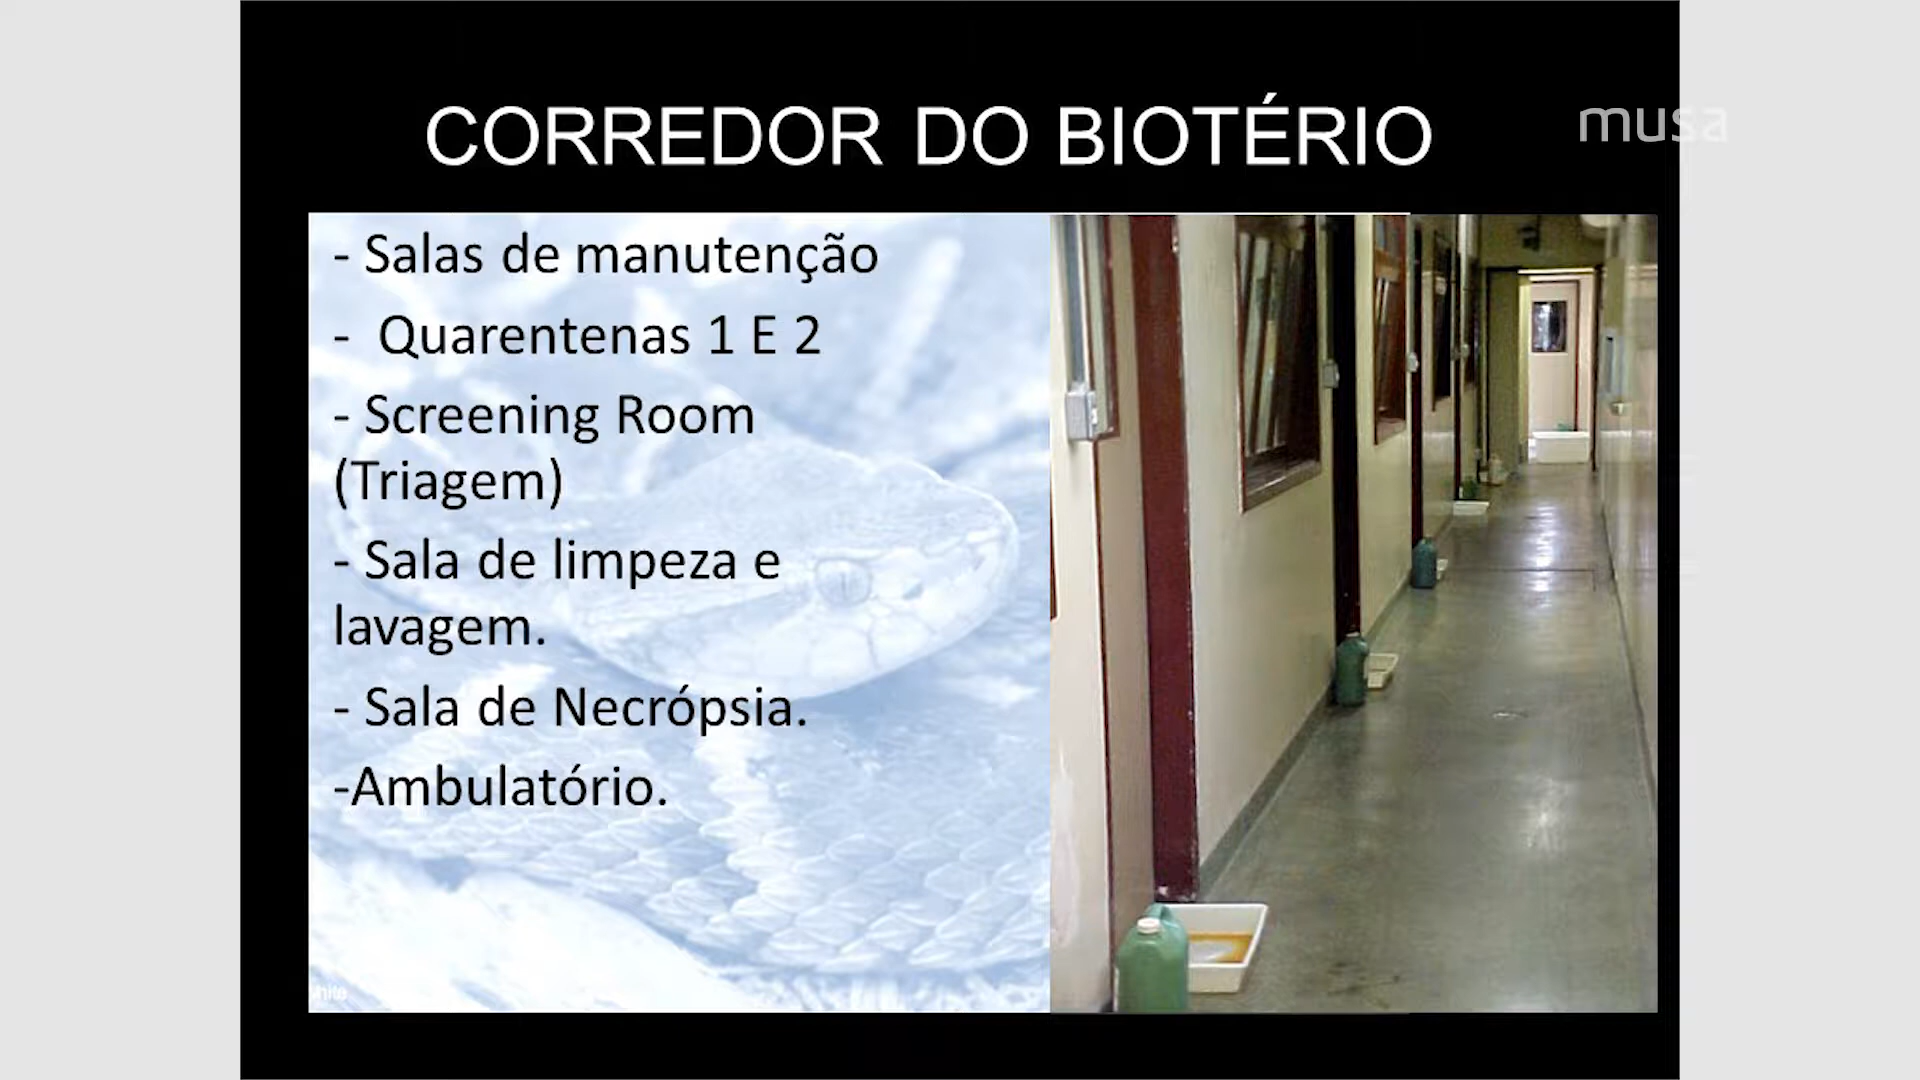 CORREDOR DO BIOTÉRIO
musa
- Salas de manutenção
- Quarentenas 1 E 2
- Screening Room
(Triagem)
- Sala de limpeza e
lavagem.
- Sala de Necrópsia.
-Ambulatório.